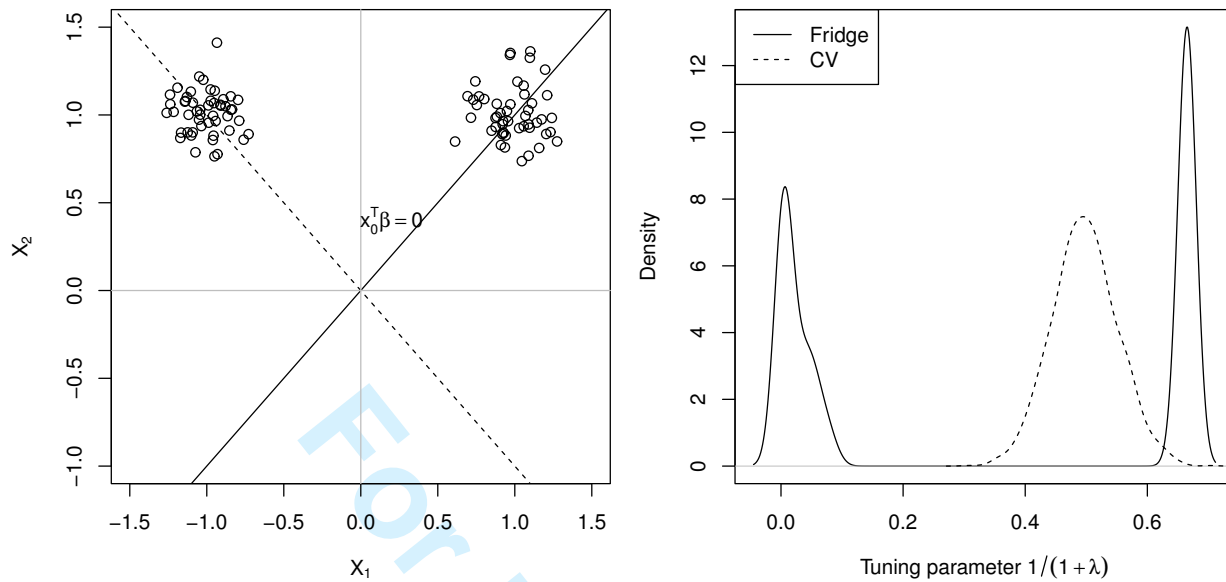 1.5
1.0
0.5
0.0
−0.5
−1.0
X2
x0Tβ = 0
−1.5 −1.0 −0.5 0.0 0.5 1.0 1.5
X1
Fridge
CV
12
10
8
6
4
2
0
Density
0.0 0.2 0.4 0.6
Tuning parameter 1/(1 + λ)
For